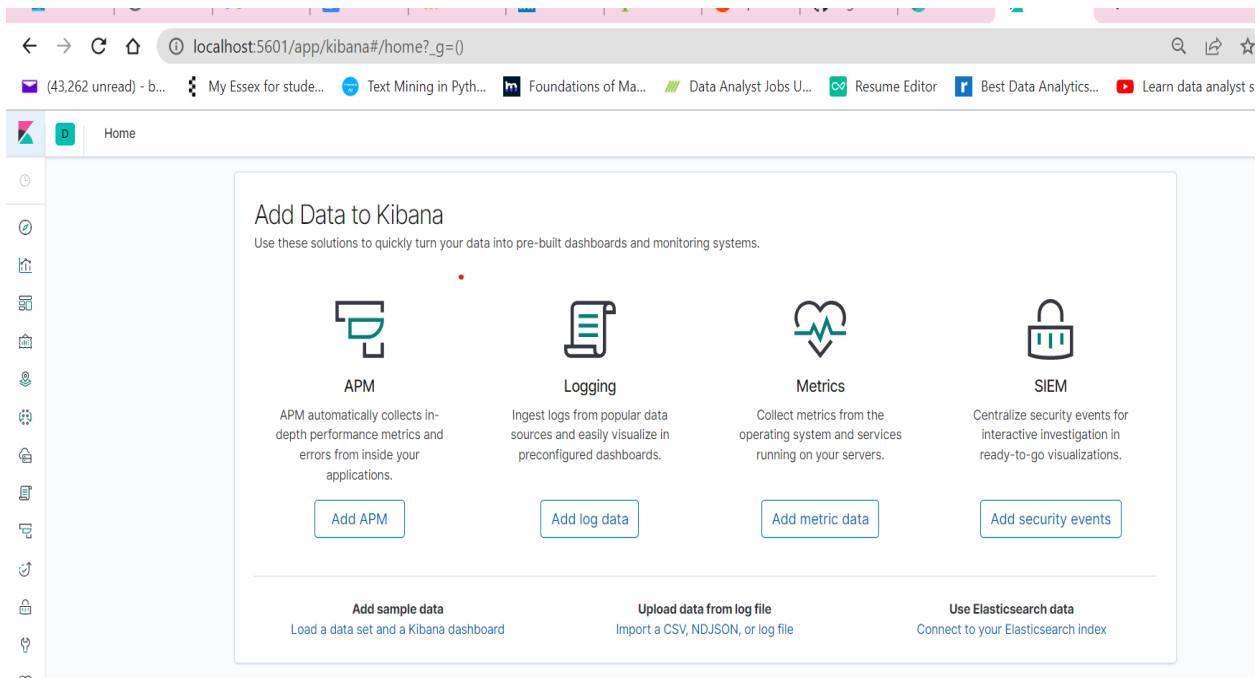 localhost:5601/app/kibana#/home?_g=()
(43,262 unread) - b... My Essex for stude... Text Mining in Pyth... Foundations of Ma... Data Analyst Jobs U... Resume Editor Best Data Analytics... Learn data analyst s
D Home
Add Data to Kibana
Use these solutions to quickly turn your data into pre-built dashboards and monitoring systems.
APM
APM automatically collects in-
depth performance metrics and
errors from inside your
applications.
Add APM
Logging
Ingest logs from popular data
sources and easily visualize in
preconfigured dashboards.
Add log data
Metrics
Collect metrics from the
operating system and services
running on your servers.
Add metric data
SIEM
Centralize security events for
interactive investigation in
ready-to-go visualizations.
Add security events
Add sample data
Load a data set and a Kibana dashboard
Upload data from log file
Import a CSV, NDJSON, or log file
Use Elasticsearch data
Connect to your Elasticsearch index